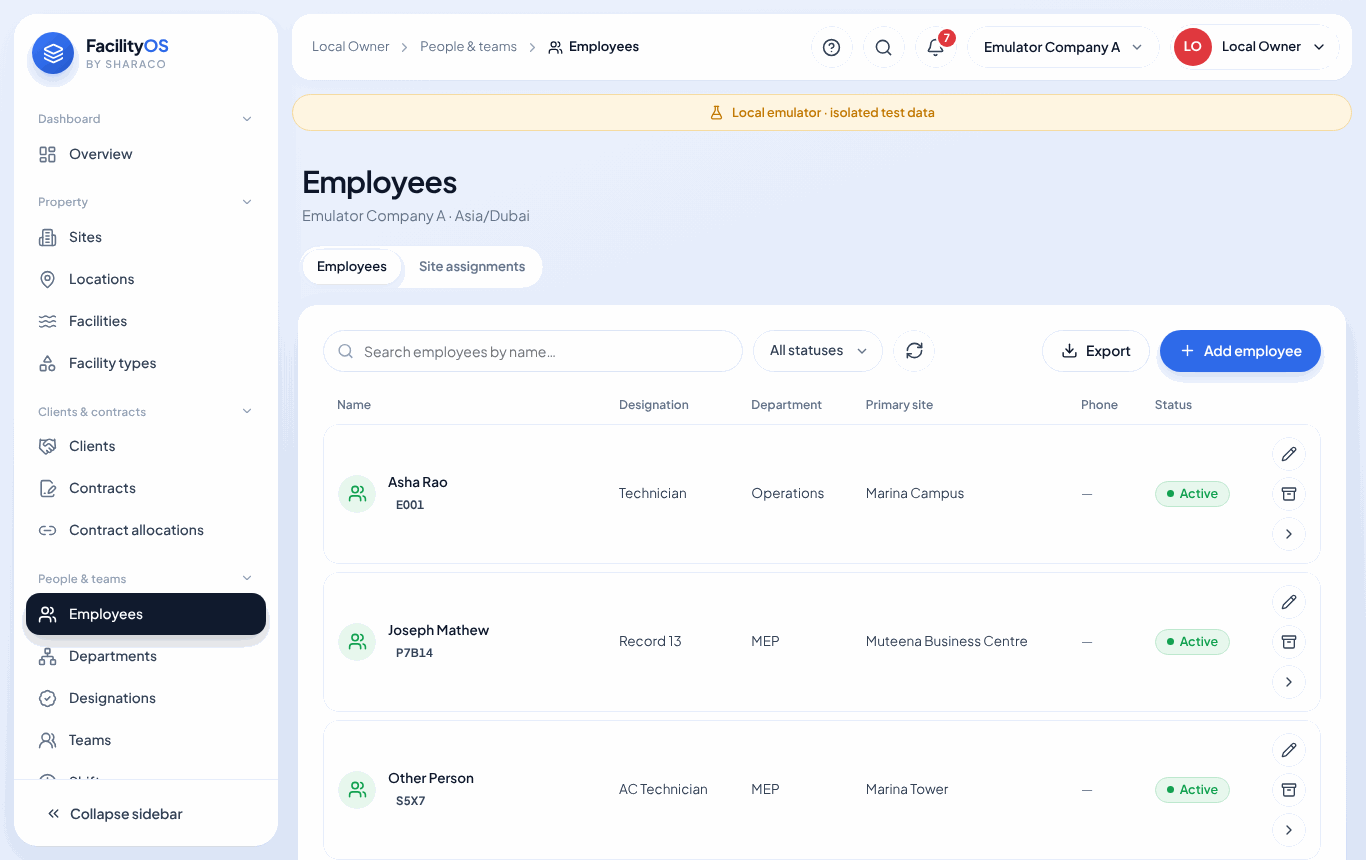 FacilityOS
BY SHARACO
Dashboard
Overview
Property
Sites
Locations
Facilities
Facility types
Clients & contracts
Clients
Contracts
Contract allocations
People & teams
Employees
Departments
Designations
Teams
Collapse sidebar
Local Owner People & teams Employees
7
Emulator Company A
LO Local Owner
Local emulator · isolated test data
Employees
Emulator Company A · Asia/Dubai
Employees Site assignments
Search employees by name… All statuses Export Add employee
Name Designation Department Primary site Phone Status
Asha Rao
E001
Technician Operations Marina Campus — Active
Joseph Mathew
P7B14
Record 13 MEP Muteena Business Centre — Active
Other Person
S5X7
AC Technician MEP Marina Tower — Active